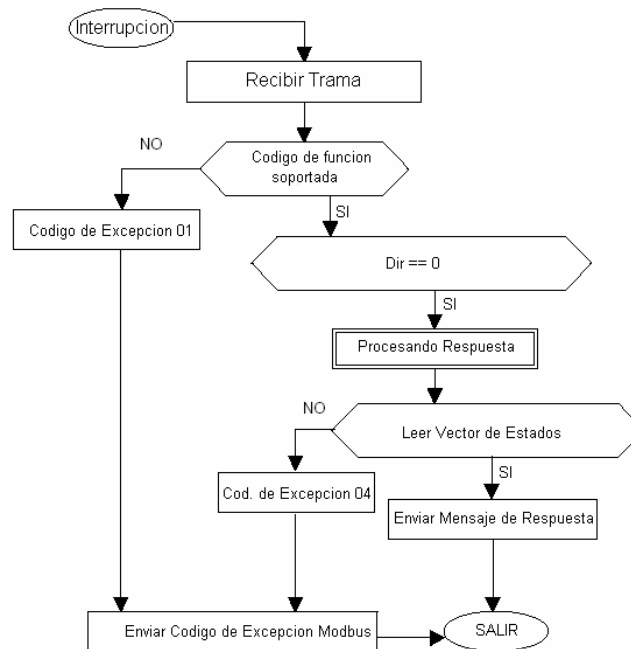 Interrupcion
Recibir Trama
NO
Codigo de funcion
soportada
SI
Codigo de Excepcion 01
Dir == 0
SI
Procesando Respuesta
NO
Leer Vector de Estados
SI
Cod. de Excepcion 04
Enviar Mensaje de Respuesta
Enviar Codigo de Excepcion Modbus
SALIR